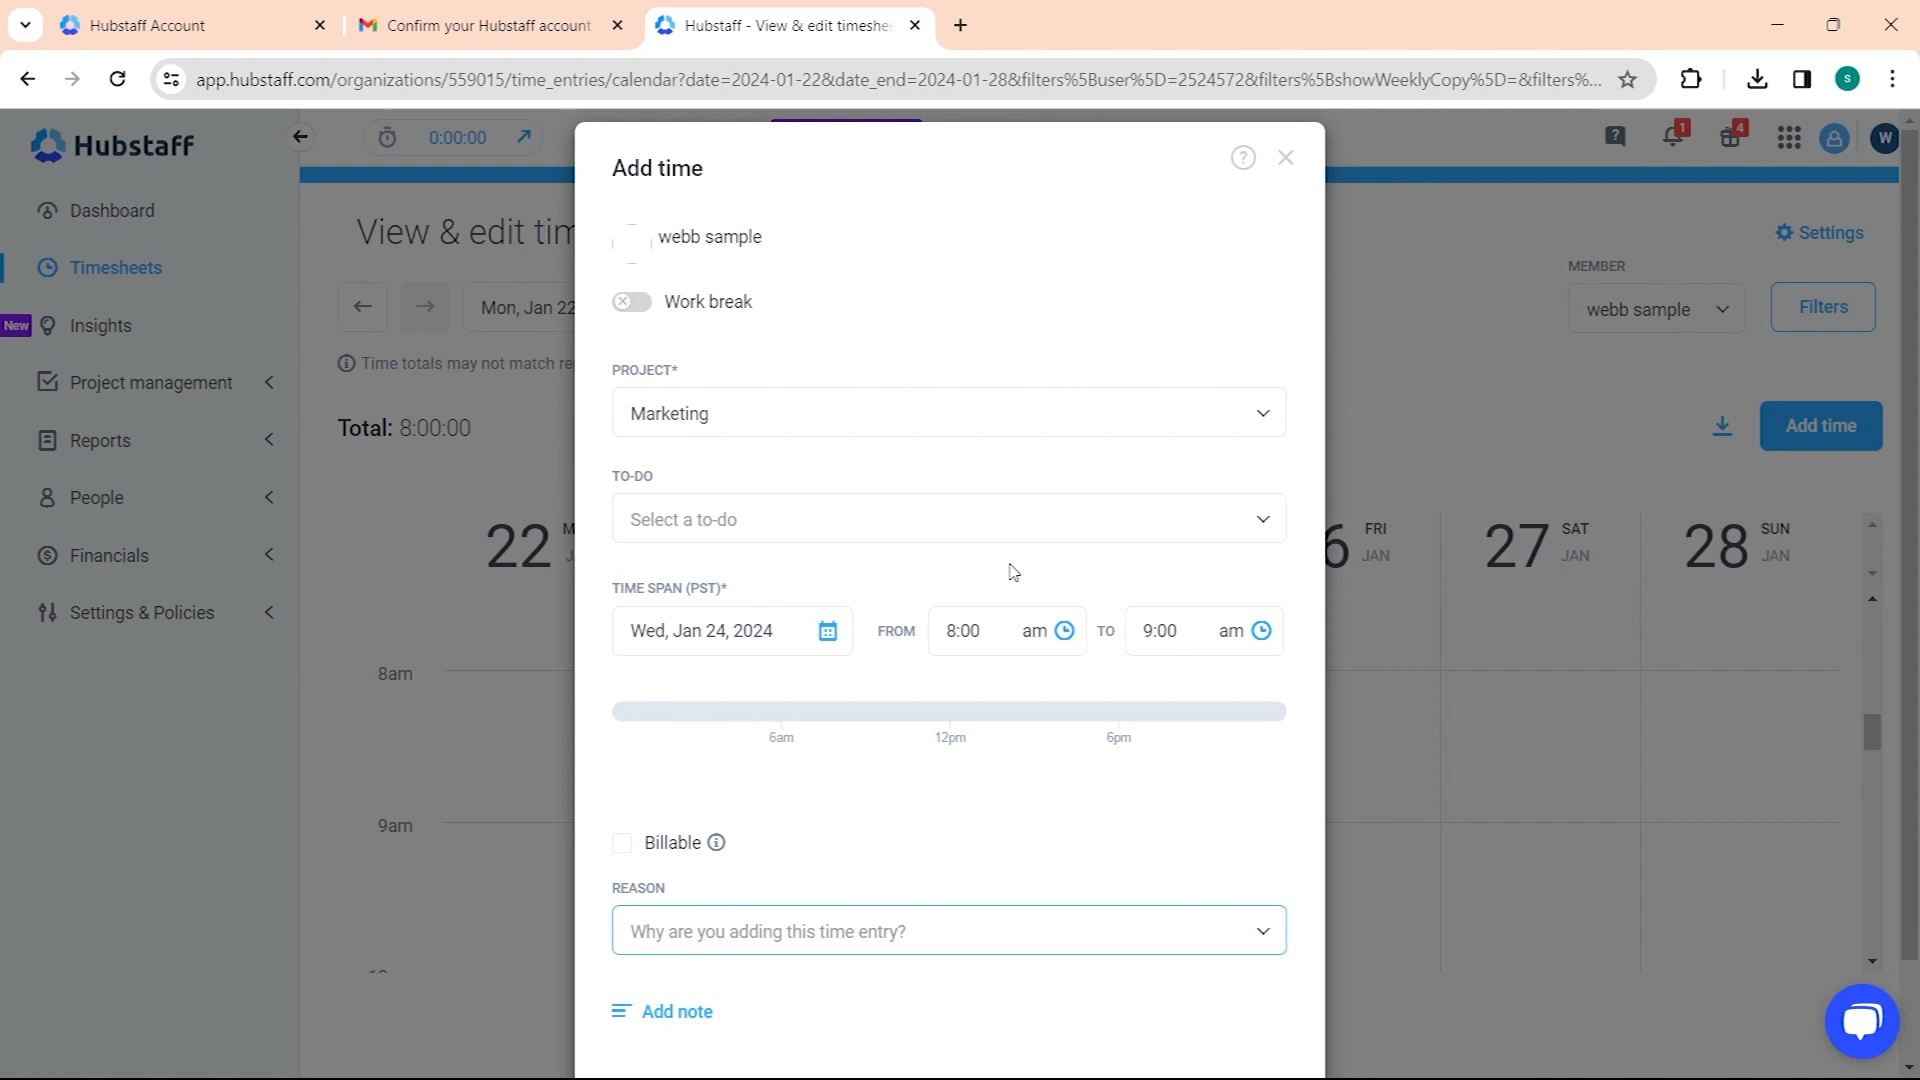 Hubstaff Account
Confirm your Hubstaff account
Hubstaff - View & edit timeshee
app.hubstaff.com/organizations/559015/time_entries/calendar?date=2024-01-22&date_end=2024-01-28&filters%5Buser%5D=2524572&filters%5BshowWeeklyCopy%5D=&filters%...
S
Hubstaff
0:00:00
?
1
4
W
Dashboard
Timesheets
New
Insights
Project management
Reports
People
Financials
Settings & Policies
View & edit tim
Settings
MEMBER
Mon, Jan 22
webb sample
Filters
Time totals may not match re
Total: 8:00:00
Add time
22
M
J
6
FRI
JAN
27
SAT
JAN
28
SUN
JAN
8am
9am
Add time
?
webb sample
Work break
PROJECT*
Marketing
TO-DO
Select a to-do
TIME SPAN (PST)*
Wed, Jan 24, 2024
FROM
8:00 am
TO
9:00 am
6am
12pm
6pm
Billable
REASON
Why are you adding this time entry?
Add note